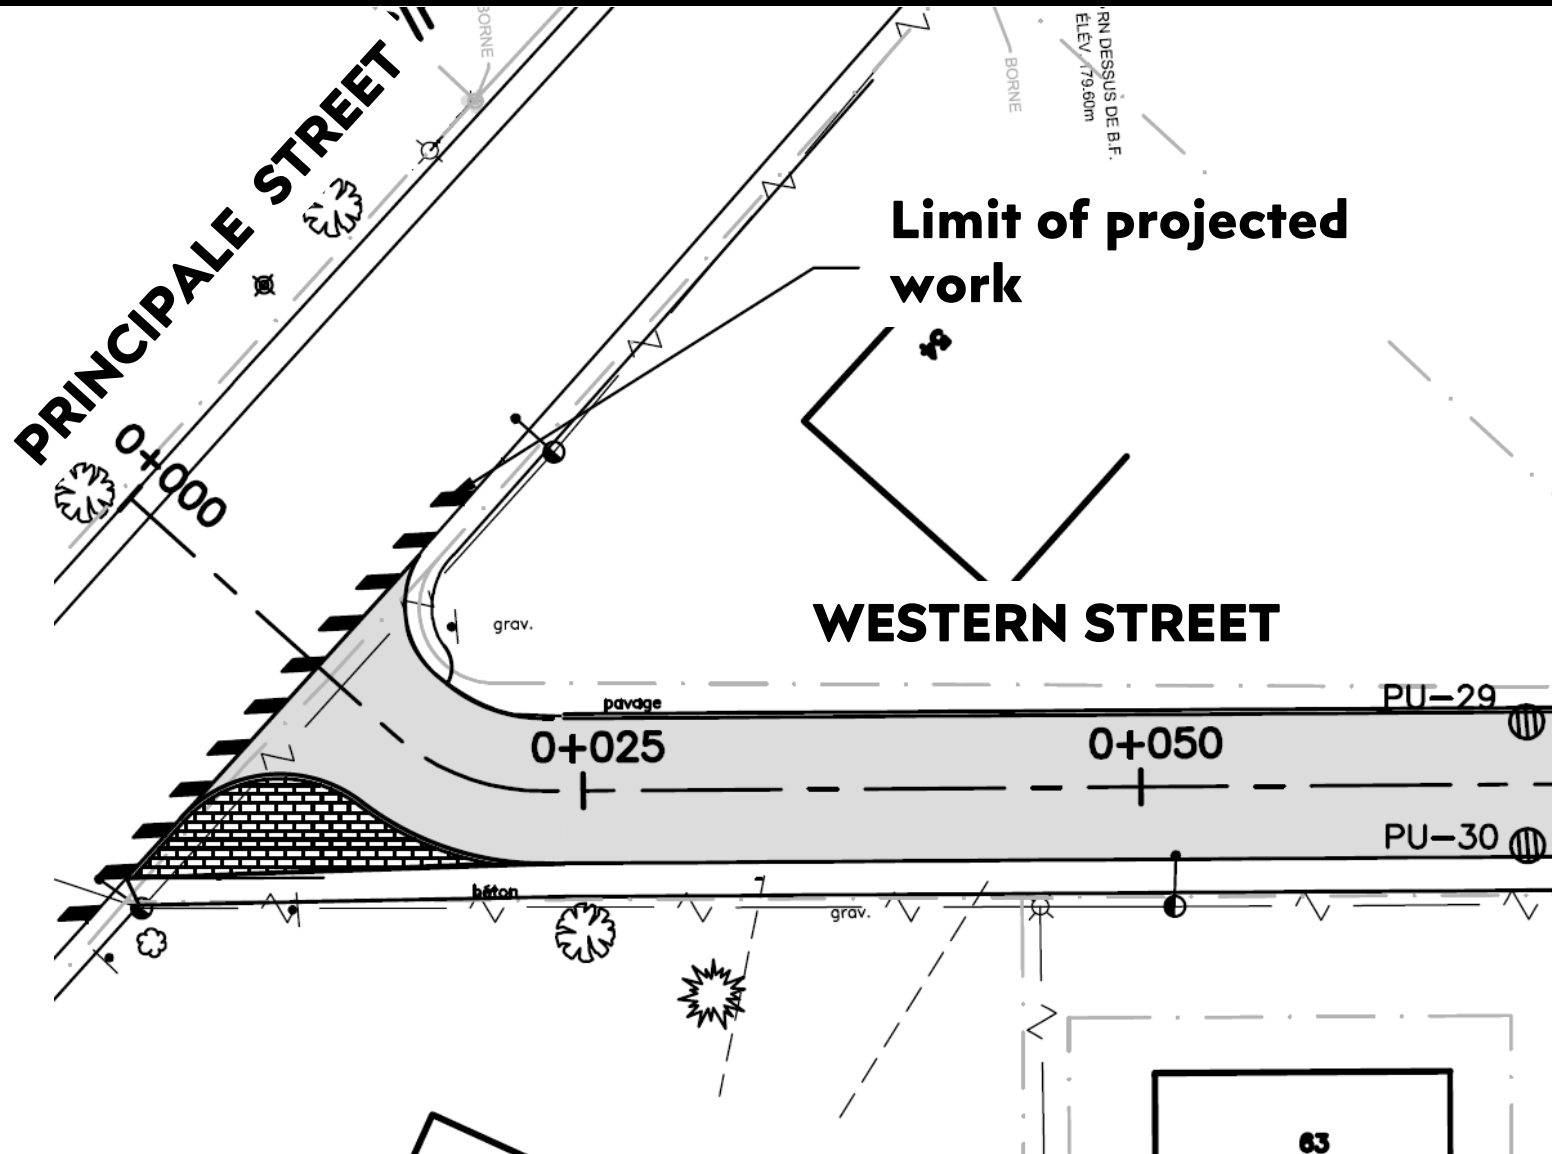 BORNE
PRINCIPALE STREET
BORNE
RN DESSUS DE B.F.
ÉLÉV. 179.60m
Limit of projected
work
0+000
grav.
WESTERN STREET
pavage
PU-29
0+025
0+050
PU-30
béton
grav.
63